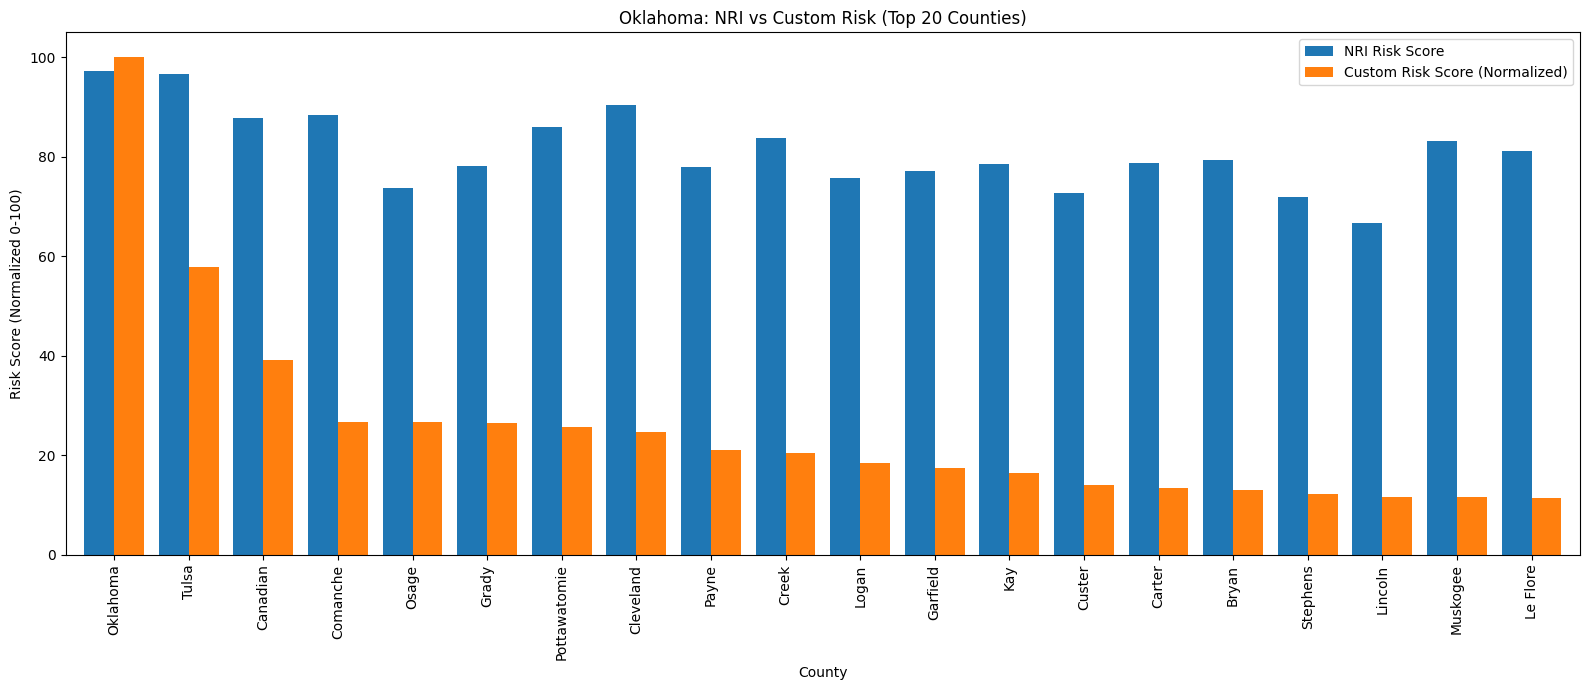 Oklahoma: NRI vs Custom Risk (Top 20 Counties)
NRI Risk Score
Custom Risk Score (Normalized)
Risk Score (Normalized 0-100)
100
80
60
40
20
0
Oklahoma
Tulsa
Canadian
Comanche
Osage
Grady
Pottawatomie
Cleveland
Payne
Creek
Logan
Garfield
Kay
Custer
Carter
Bryan
Stephens
Lincoln
Muskogee
Le Flore
County